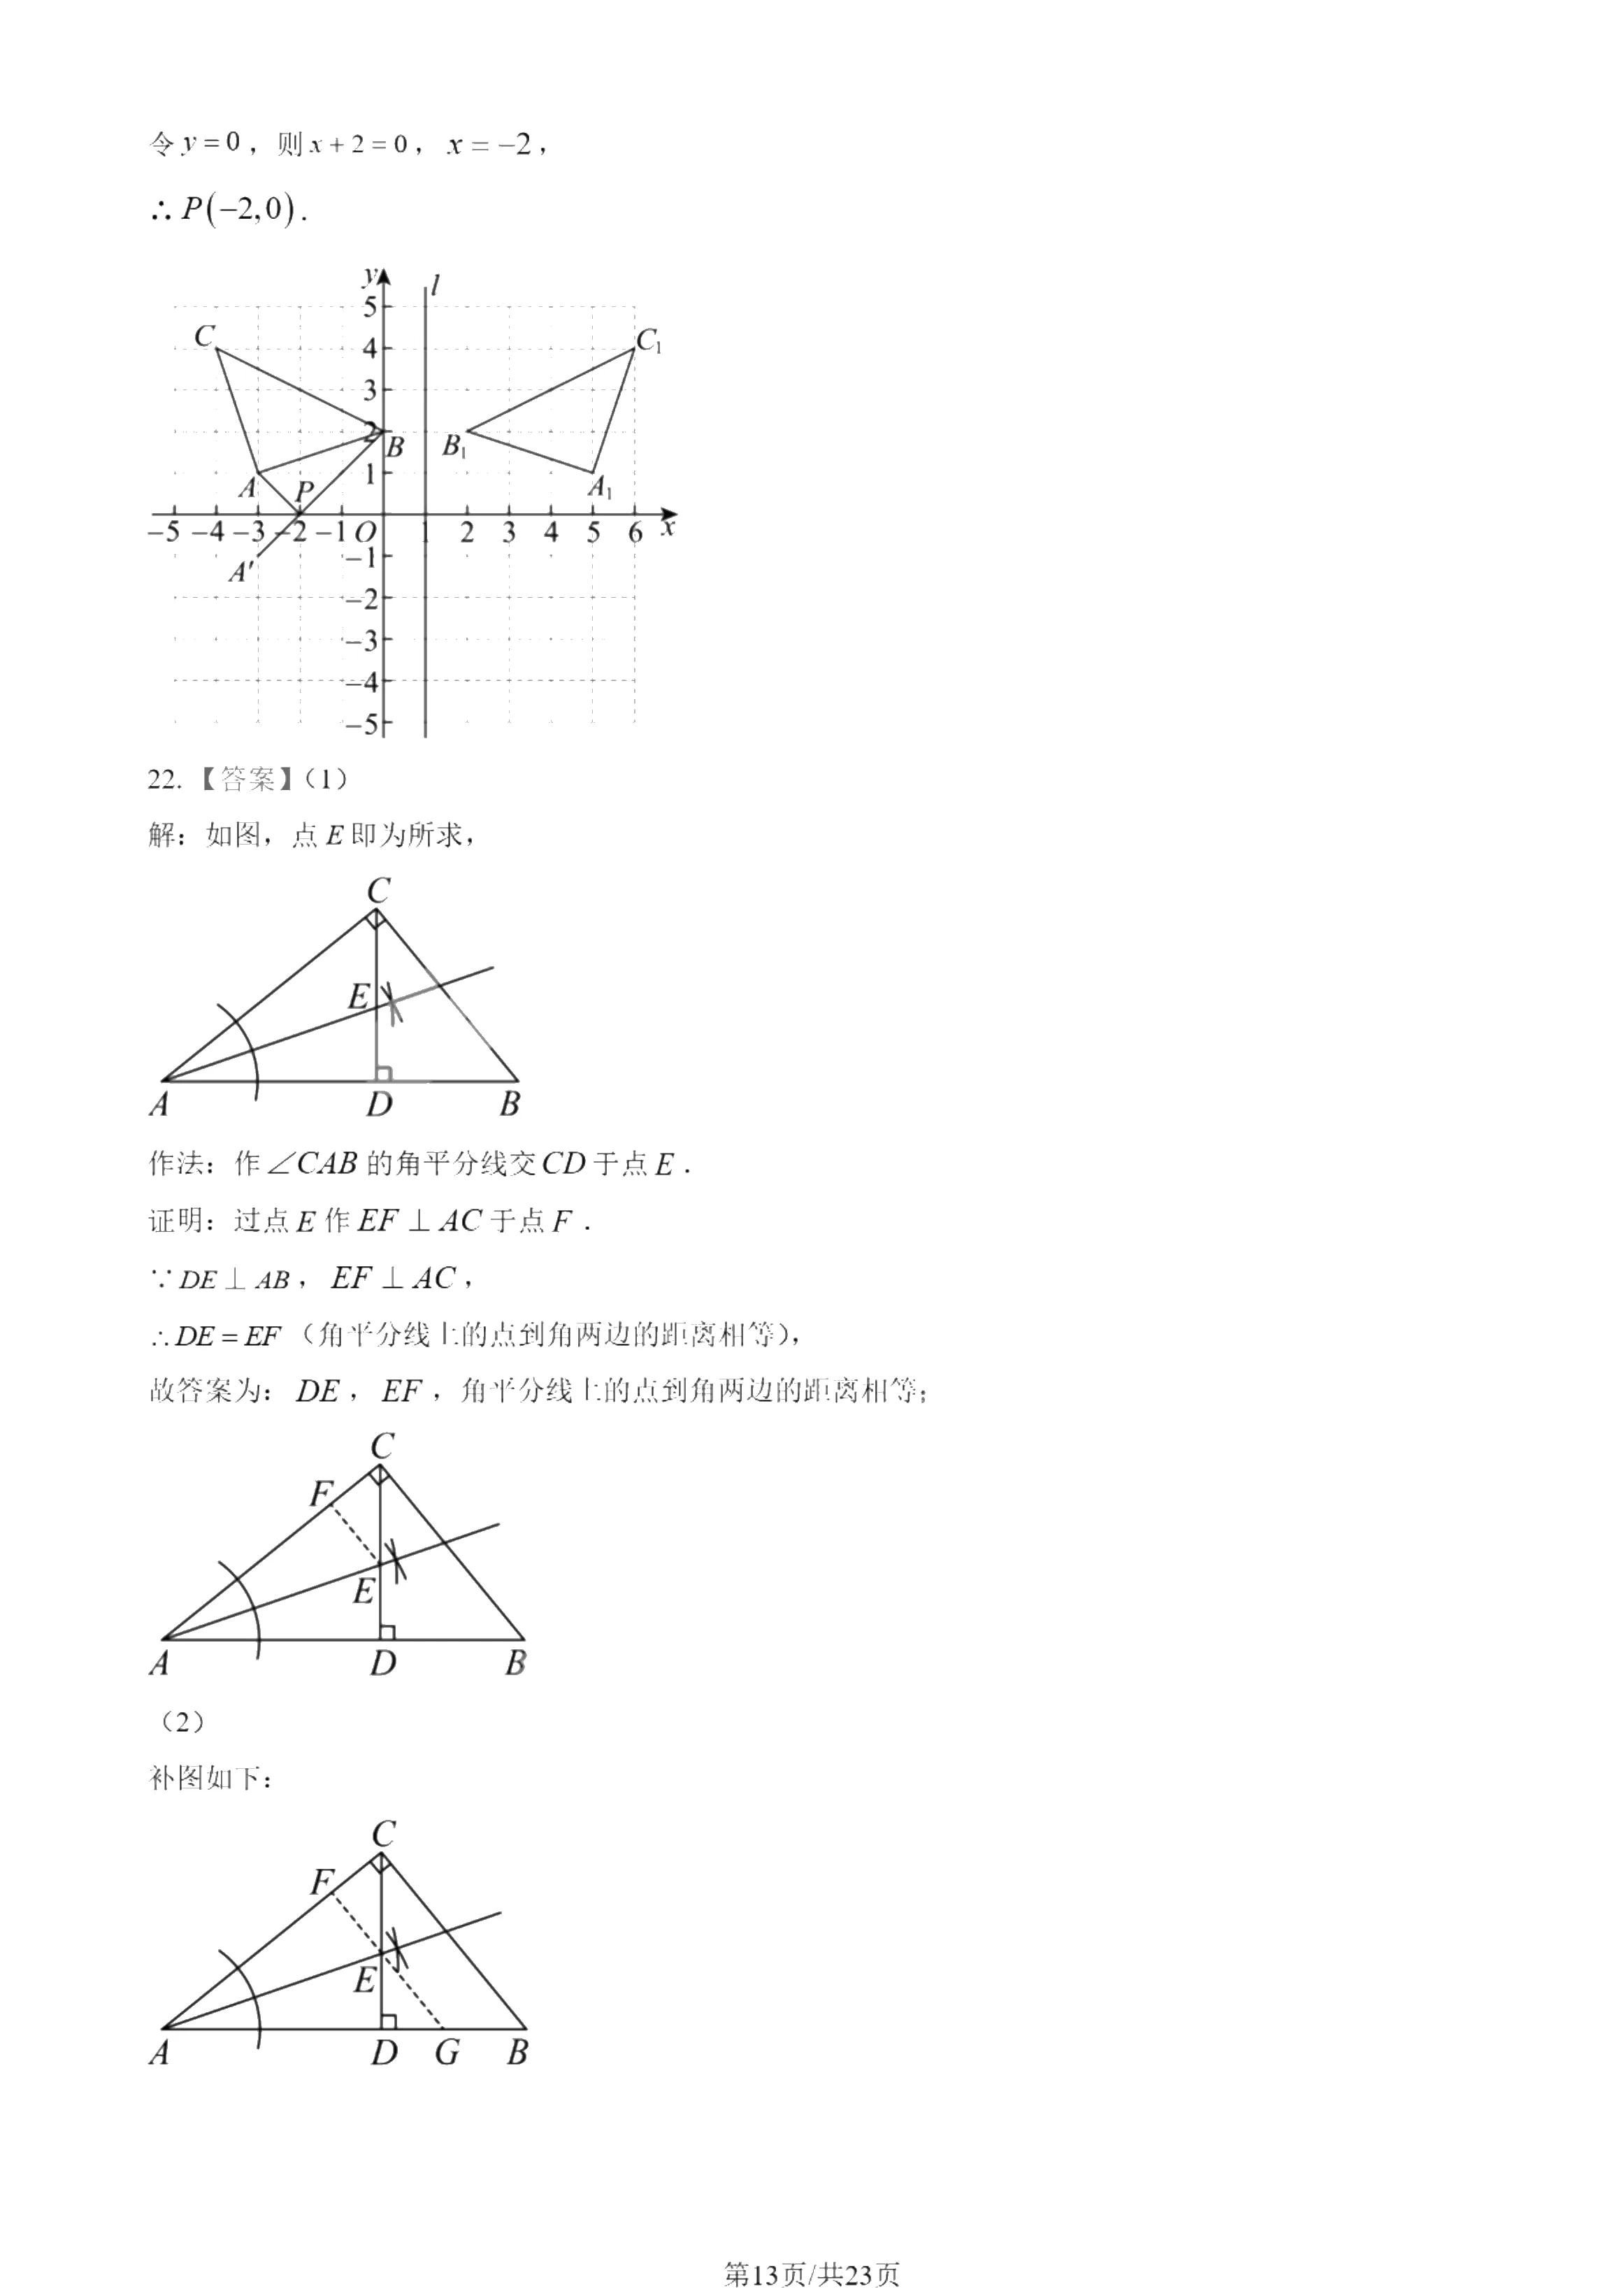 令 y = 0，则 x + 2 = 0， x = −2，
∴ P(−2,0).
y l
5
C 4 C₁
3
2 B B₁
1
A P A₁
−5 −4 −3 −2 −1 O 1 2 3 4 5 6 x
−1
A′
−2
−3
−4
−5
22. 【答案】（1）
解：如图，点 E 即为所求，
C
E
A D B
作法：作∠CAB 的角平分线交 CD 于点 E．
证明：过点 E 作 EF ⊥ AC 于点 F．
∵ DE ⊥ AB， EF ⊥ AC，
∴ DE = EF（角平分线上的点到角两边的距离相等），
故答案为： DE， EF，角平分线上的点到角两边的距离相等；
C
F
E
A D B
（2）
补图如下：
C
F
E
A D G B
第13页/共23页